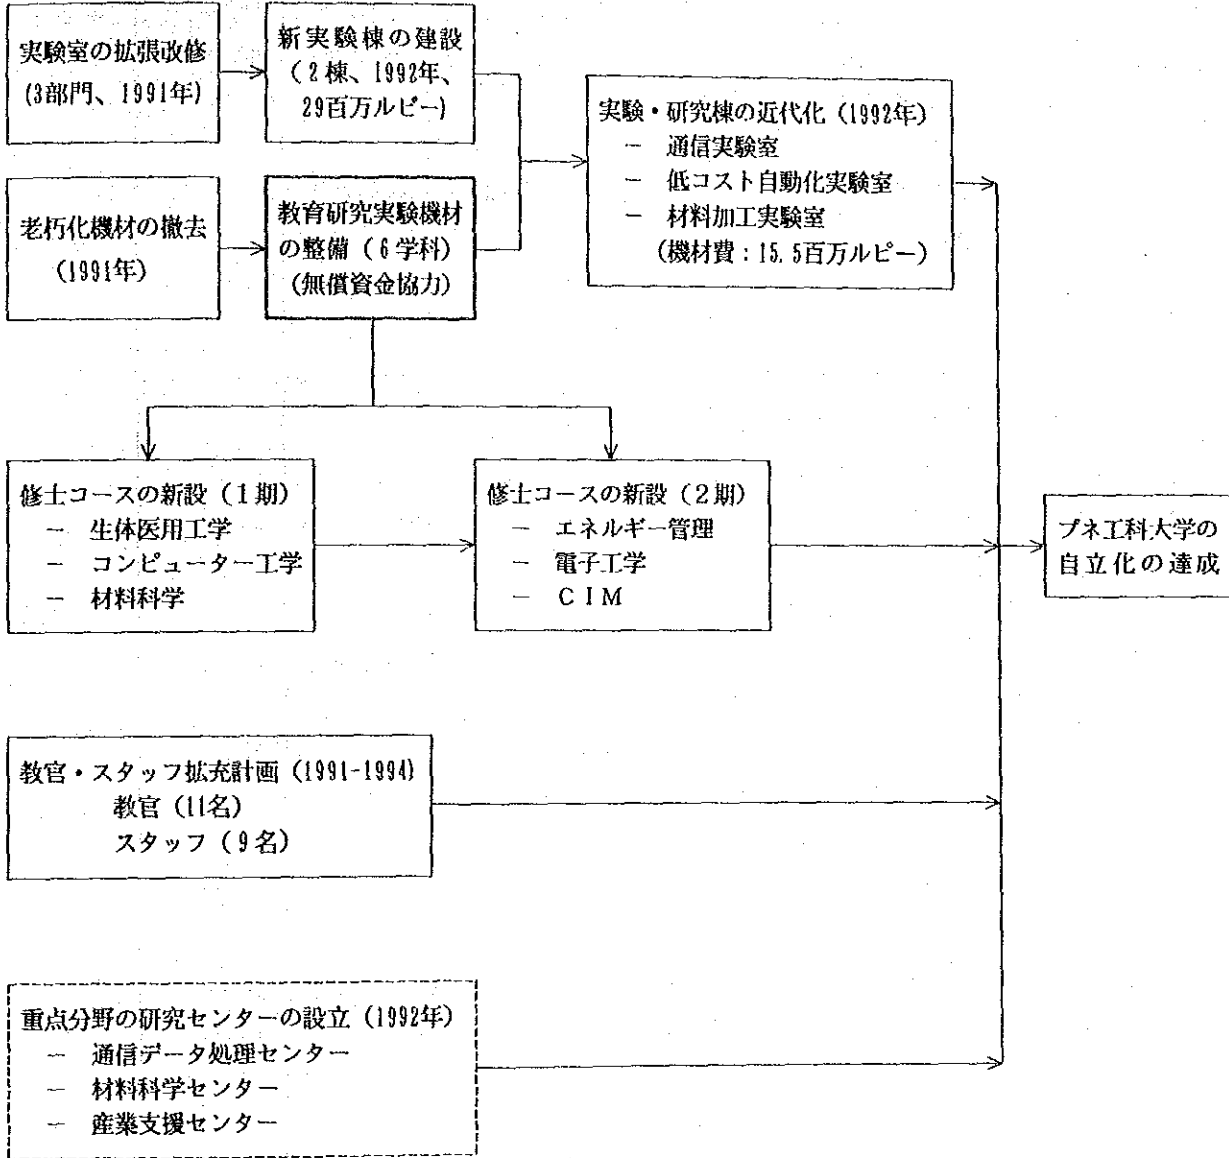 実験室の拡張改修
(3部門、1991年)
新実験棟の建設
(2棟、1992年、
29百万ルピー)
実験・研究棟の近代化(1992年)
― 通信実験室
― 低コスト自動化実験室
― 材料加工実験室
(機材費:15.5百万ルピー)
老朽化機材の撤去
(1991年)
教育研究実験機材
の整備(6学科)
(無償資金協力)
修士コースの新設(1期)
― 生体医用工学
― コンピューター工学
― 材料科学
修士コースの新設(2期)
― エネルギー管理
― 電子工学
― CIM
プネ工科大学の
自立化の達成
教官・スタッフ拡充計画(1991-1994)
教官(11名)
スタッフ(9名)
重点分野の研究センターの設立(1992年)
― 通信データ処理センター
― 材料科学センター
― 産業支援センター